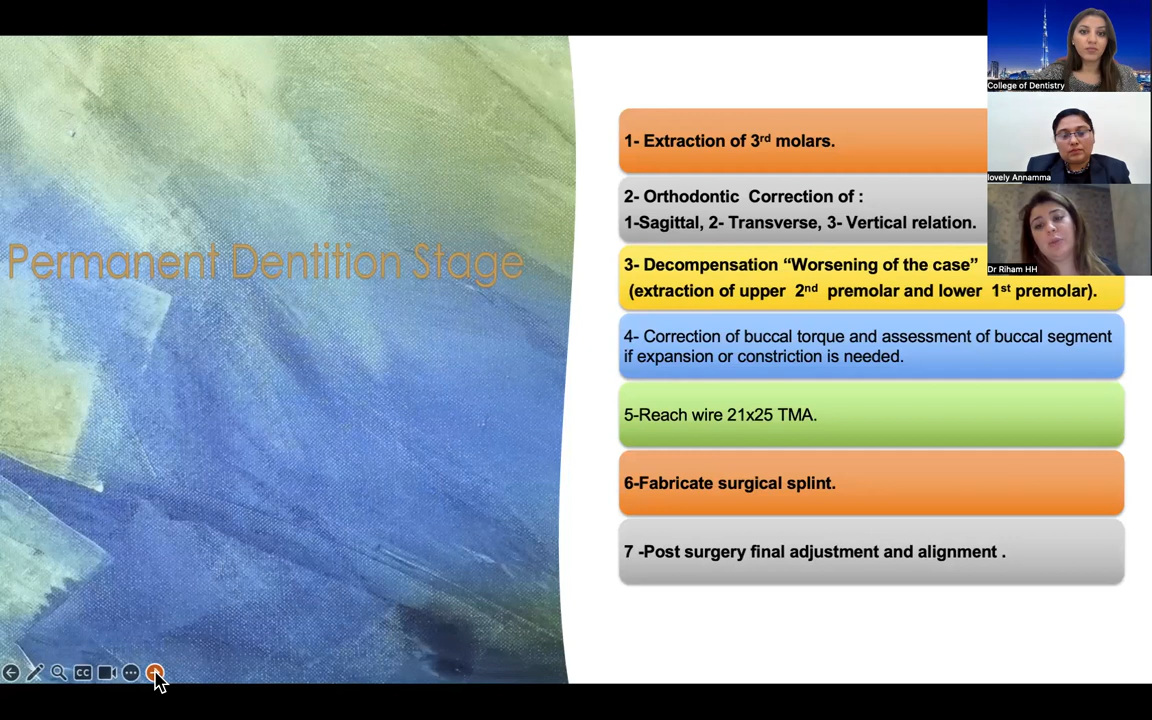 Permanent Dentition Stage
1- Extraction of 3rd molars.
2- Orthodontic Correction of :
1-Sagittal, 2- Transverse, 3- Vertical relation.
3- Decompensation “Worsening of the case”
(extraction of upper 2nd premolar and lower 1st premolar).
4- Correction of buccal torque and assessment of buccal segment
if expansion or constriction is needed.
5-Reach wire 21x25 TMA.
6-Fabricate surgical splint.
7 -Post surgery final adjustment and alignment .
College of Dentistry
lovely Annamma
Dr Riham HH
CC